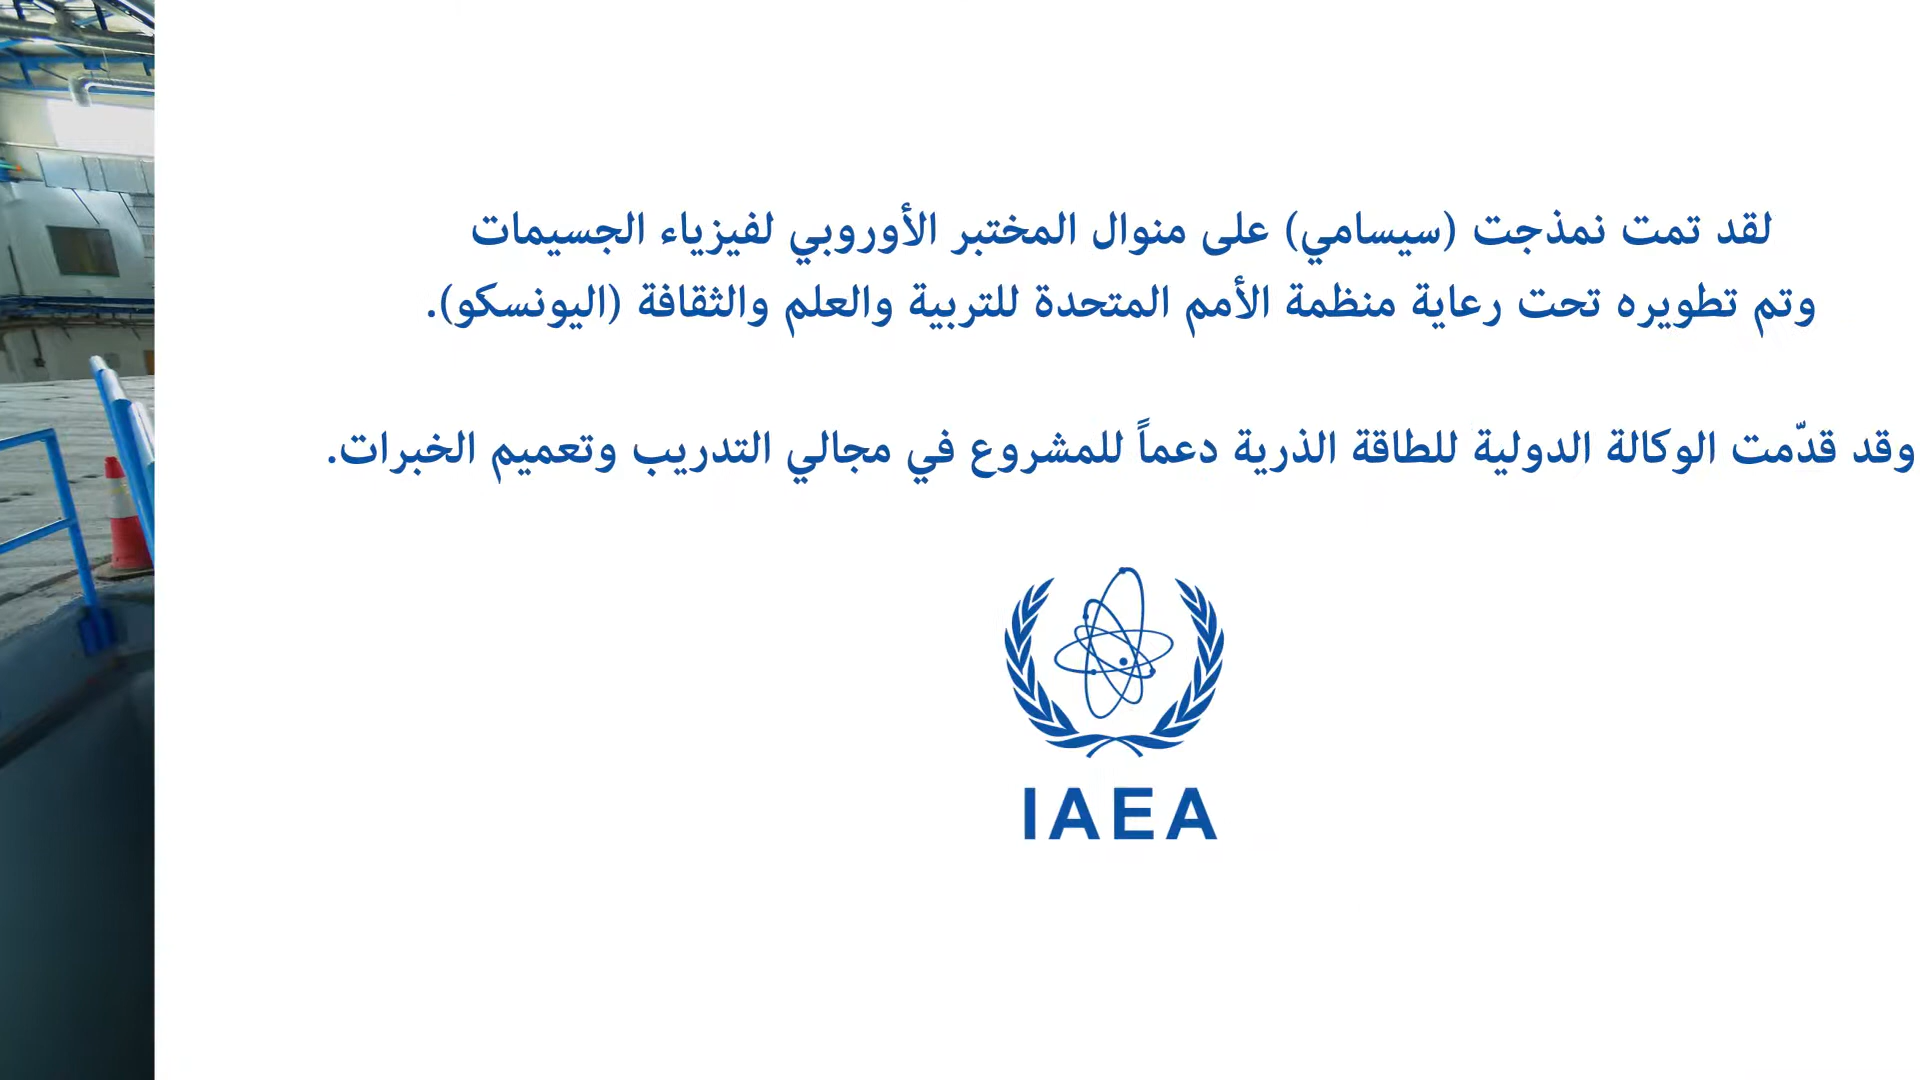 لقد تمت نمذجت (سيسامي) على منوال المختبر الأوروبي لفيزياء الجسيمات
وتم تطويره تحت رعاية منظمة الأمم المتحدة للتربية والعلم والثقافة (اليونسكو).
وقد قدّمت الوكالة الدولية للطاقة الذرية دعماً للمشروع في مجالي التدريب وتعميم الخبرات.
IAEA